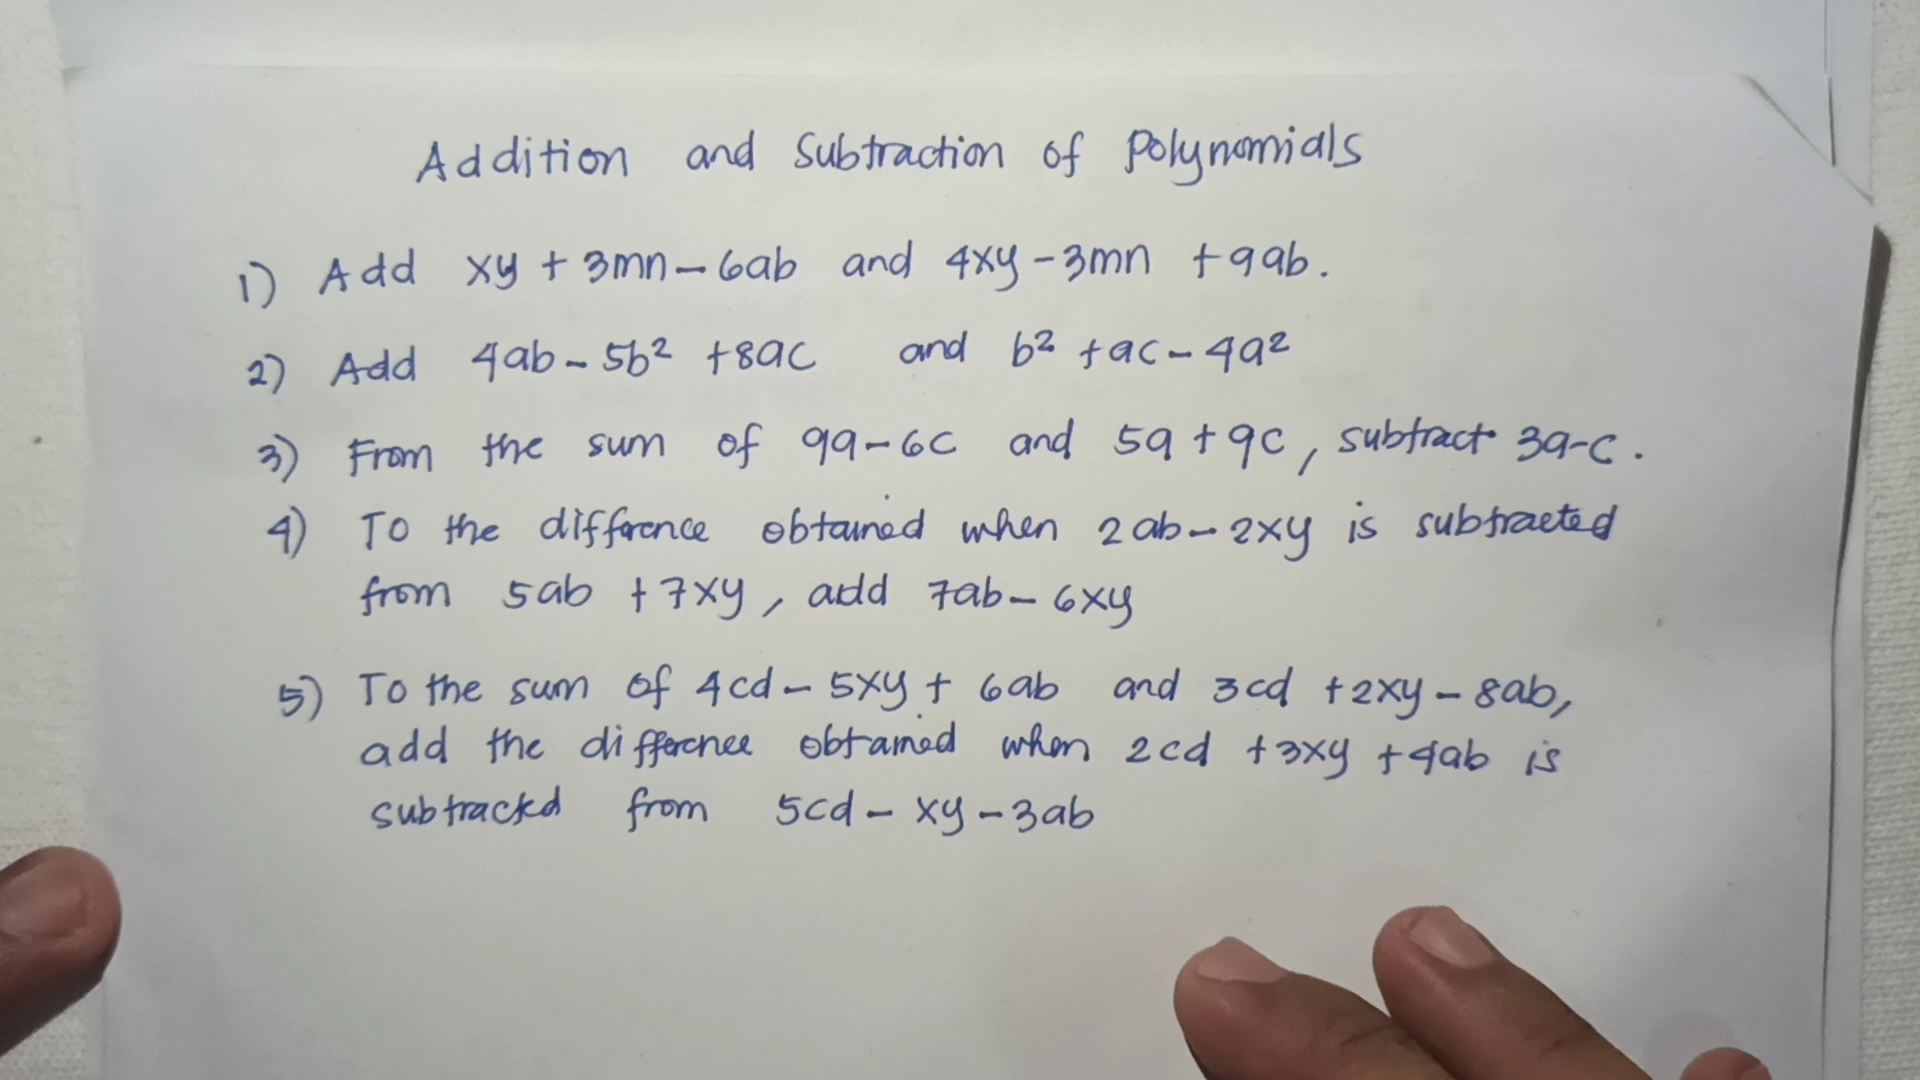 Addition and Subtraction of Polynomials
1) Add xy + 3mn - 6ab and 4xy - 3mn + 9ab.
2) Add 4ab - 5b² + 8ac and b² + ac - 4a²
3) From the sum of 9a - 6c and 5a + 9c, subtract 3a - c.
4) To the difference obtained when 2ab - 2xy is subtracted
from 5ab + 7xy, add 7ab - 6xy
5) To the sum of 4cd - 5xy + 6ab and 3cd + 2xy - 8ab,
add the difference obtained when 2cd + 3xy + 4ab is
subtracted from 5cd - xy - 3ab